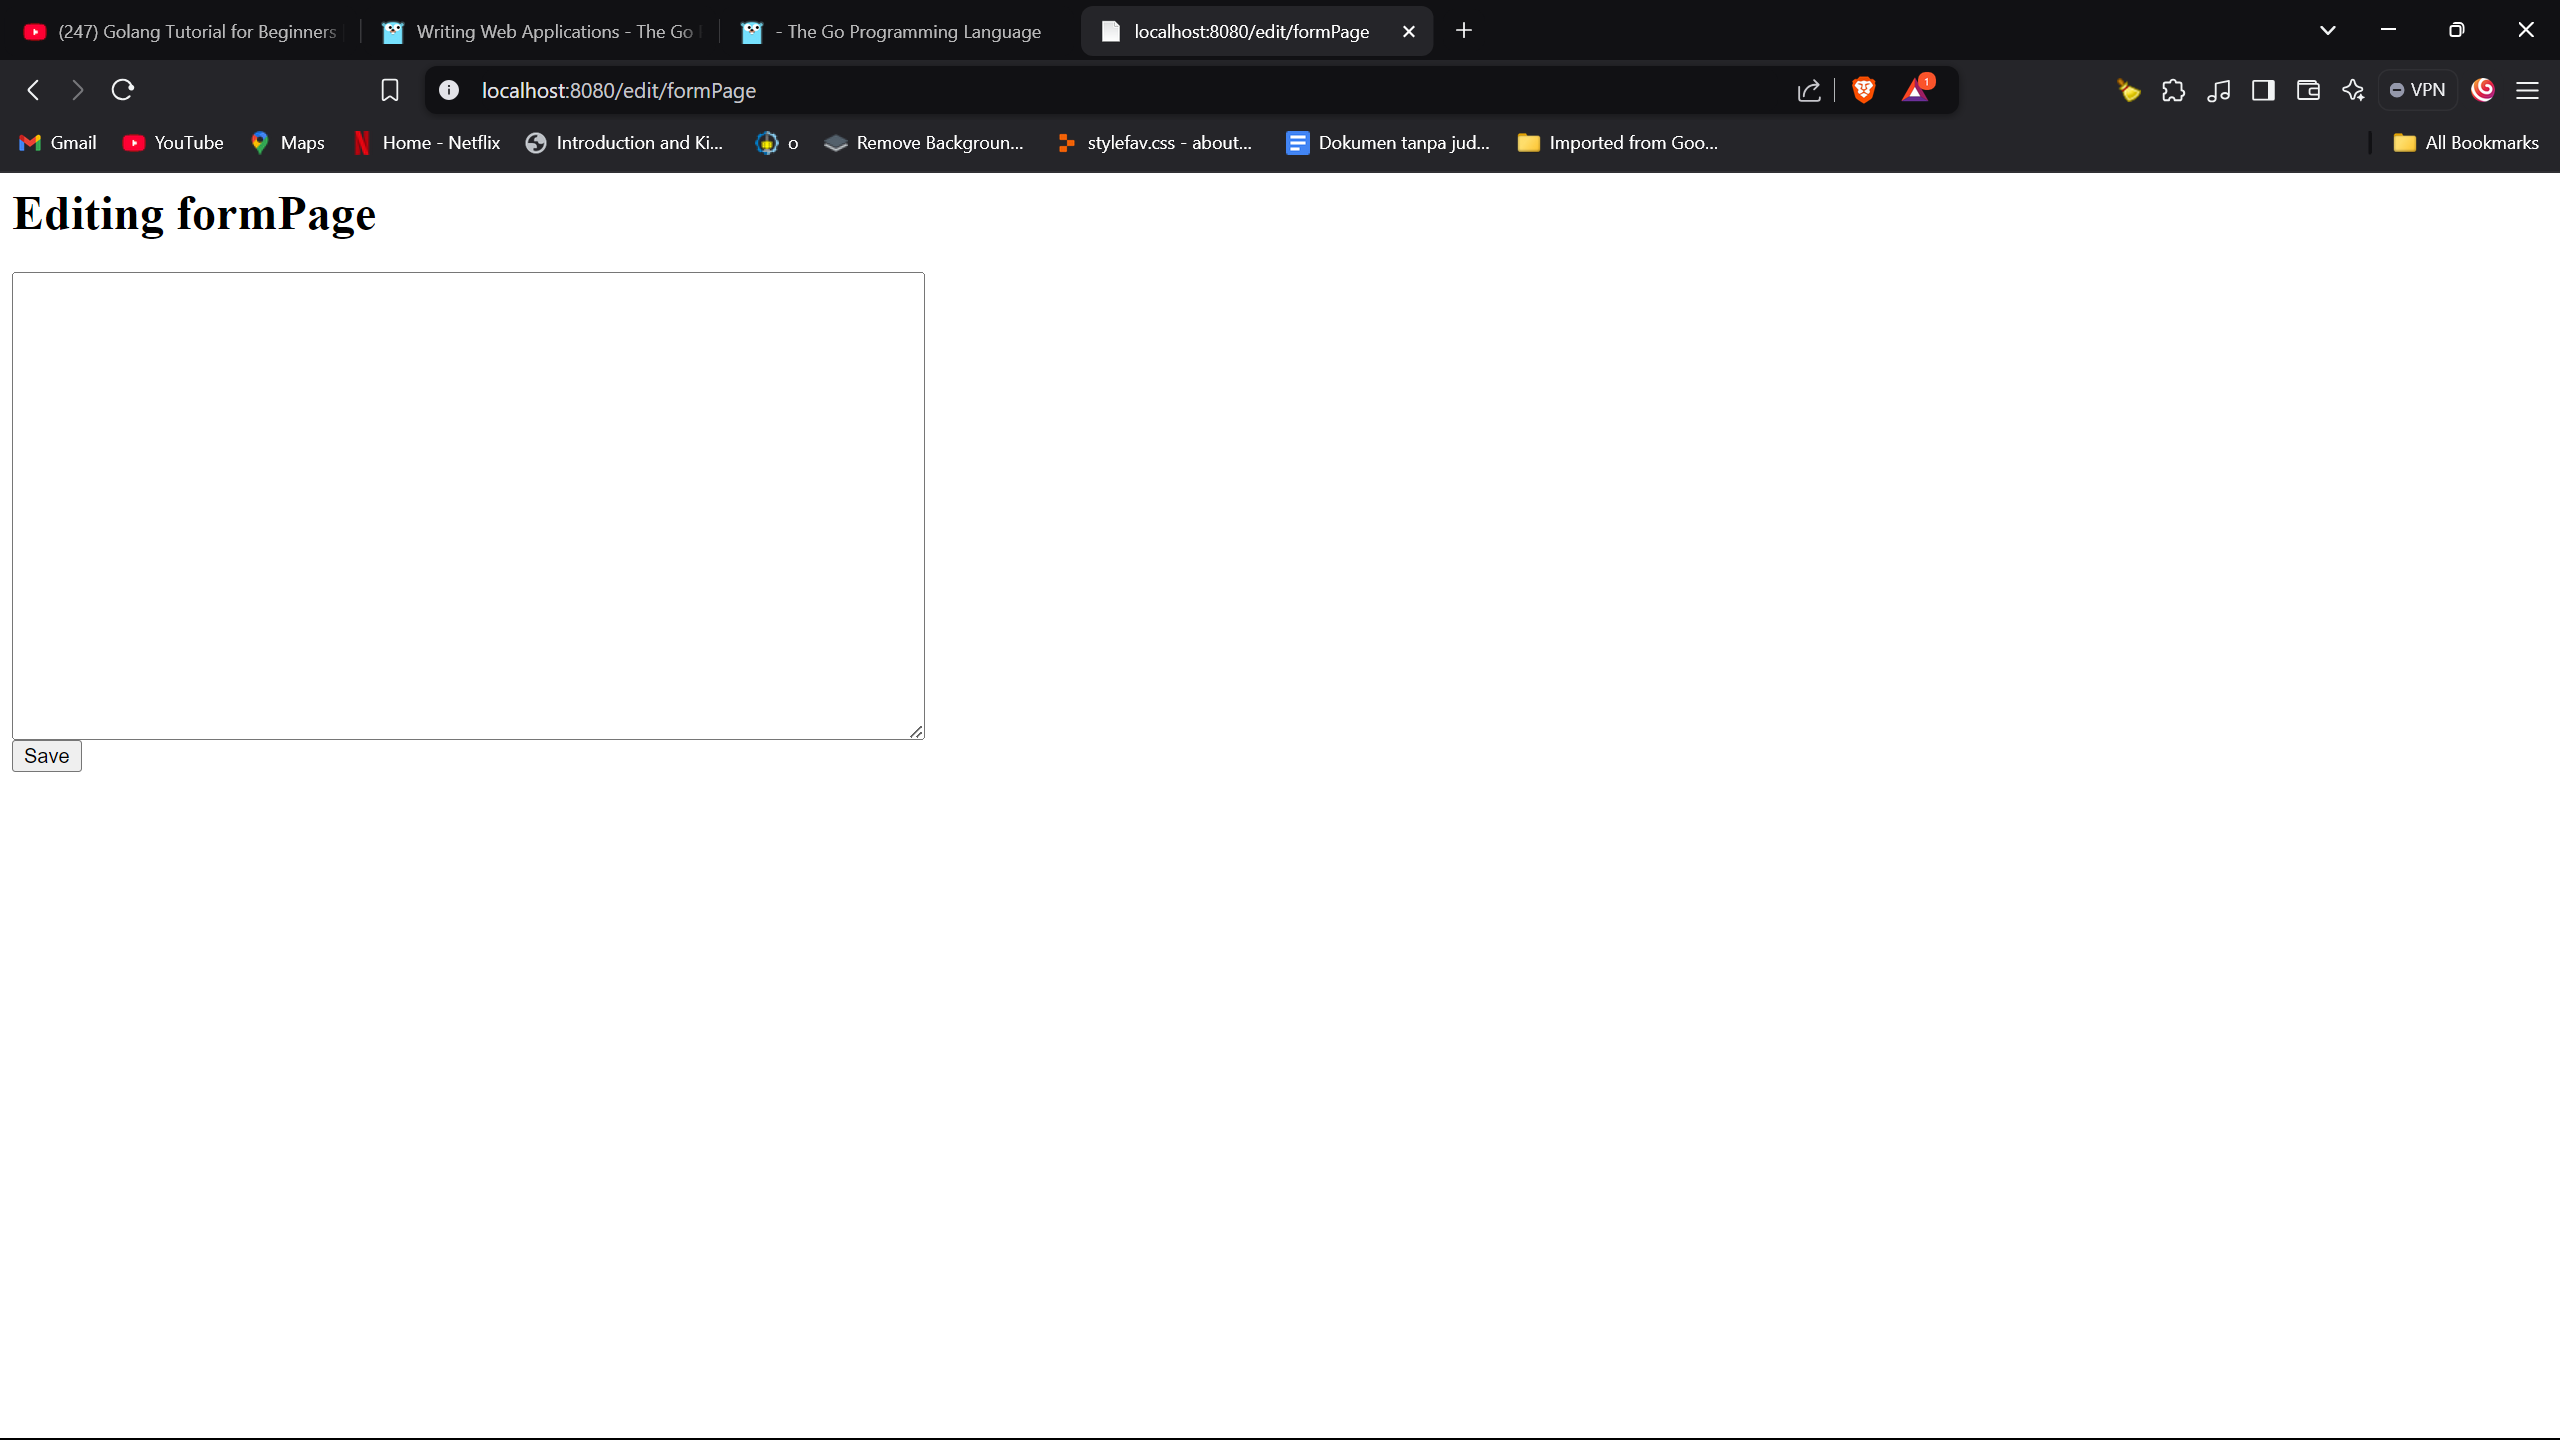 (247) Golang Tutorial for Beginners
Writing Web Applications - The Go
- The Go Programming Language
localhost:8080/edit/formPage
localhost:8080/edit/formPage
1
VPN
Gmail
YouTube
Maps
Home - Netflix
Introduction and Ki...
o
Remove Backgroun...
stylefav.css - about...
Dokumen tanpa jud...
Imported from Goo...
All Bookmarks
Editing formPage
Save